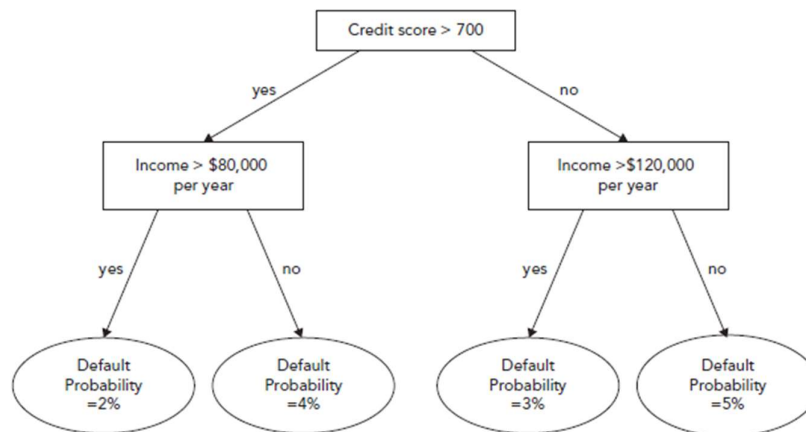 Credit score > 700
yes
no
Income > $80,000
per year
Income >$120,000
per year
yes
no
yes
no
Default
Probability
=2%
Default
Probability
=4%
Default
Probability
=3%
Default
Probability
=5%